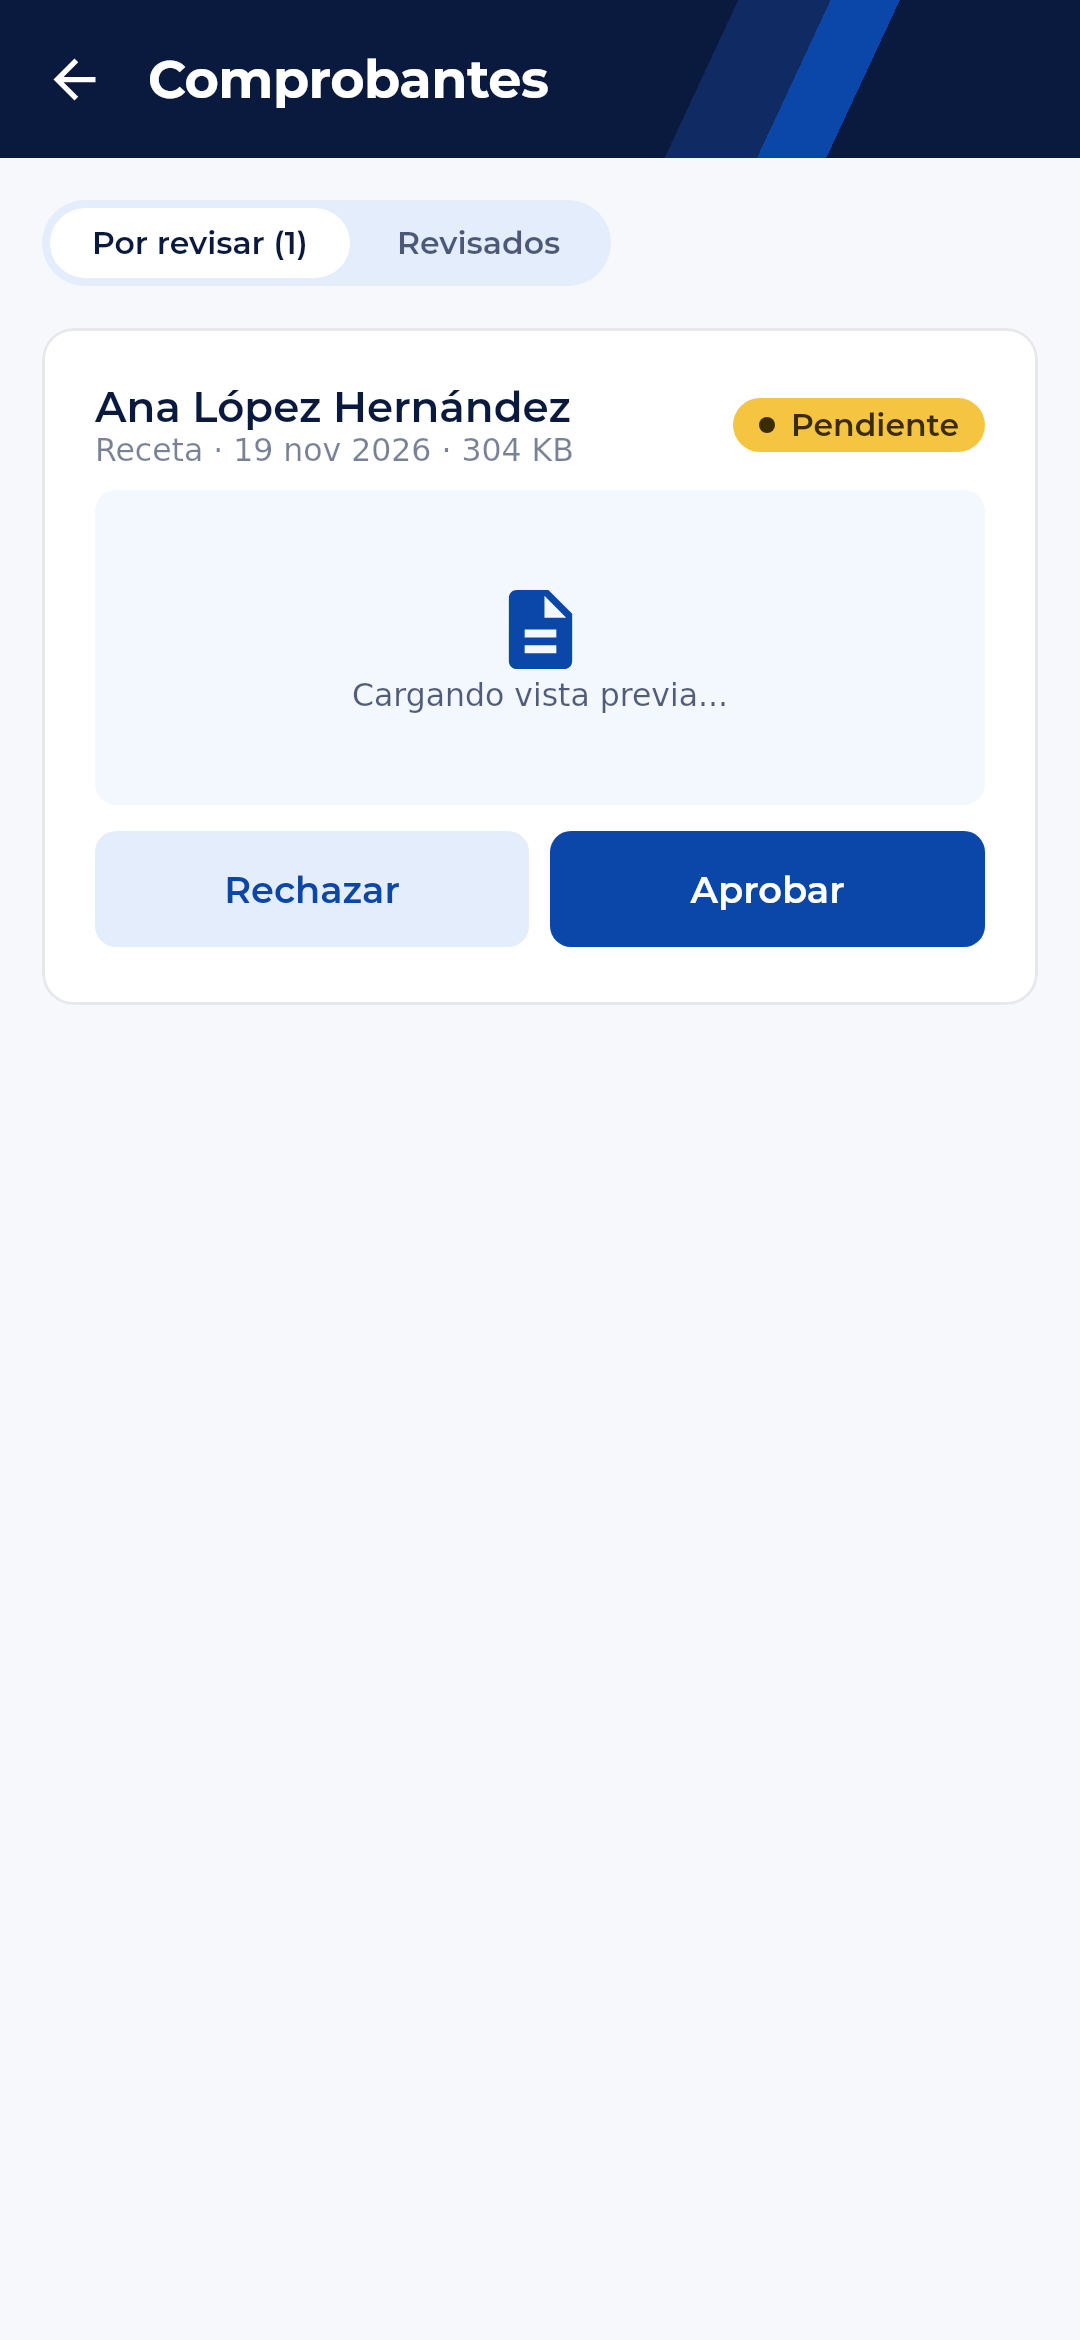 Comprobantes
Por revisar (1)
Revisados
Ana López Hernández
Receta · 19 nov 2026 · 304 KB
Pendiente
Cargando vista previa...
Rechazar
Aprobar